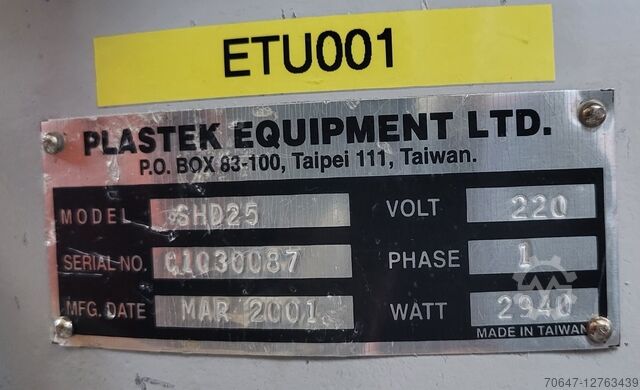 ETU001
PLASTEK EQUIPMENT LTD.
P.O. BOX 83-100, Taipei 111, Taiwan.
MODEL SHD25 VOLT 220
SERIAL NO. G1030087 PHASE 1
MFG. DATE MAR 2001 WATT 2940
MADE IN TAIWAN
70647-12763439